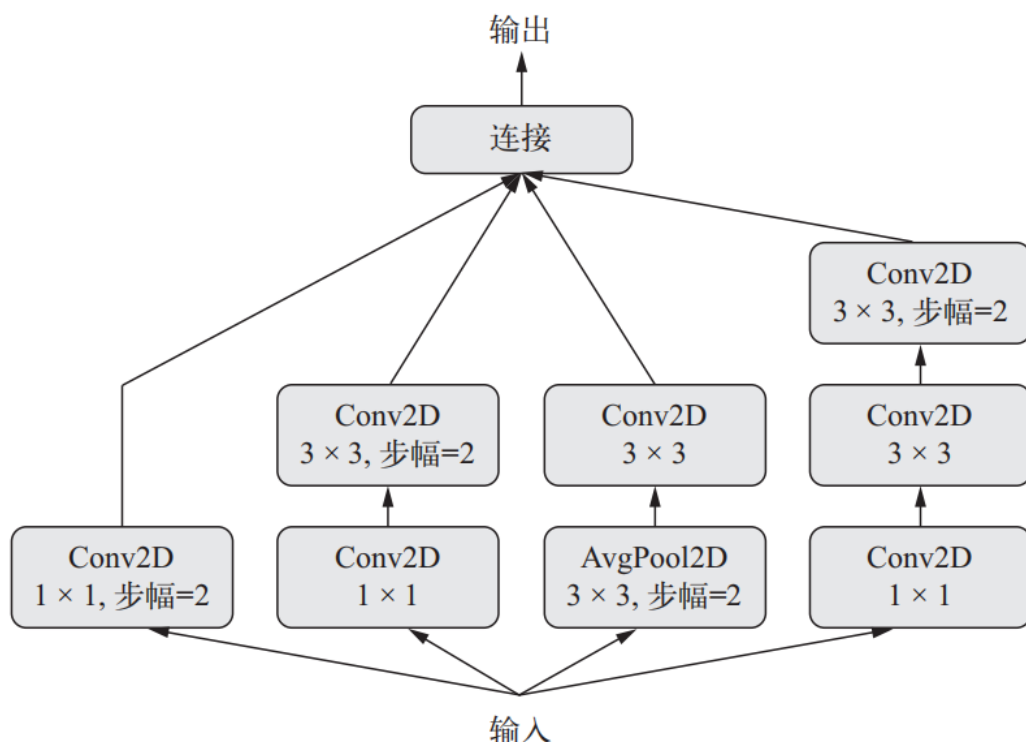 输出
连接
Conv2D
3 × 3, 步幅=2
Conv2D
3 × 3, 步幅=2
Conv2D
3 × 3
Conv2D
3 × 3
Conv2D
1 × 1, 步幅=2
Conv2D
1 × 1
AvgPool2D
3 × 3, 步幅=2
Conv2D
1 × 1
输入